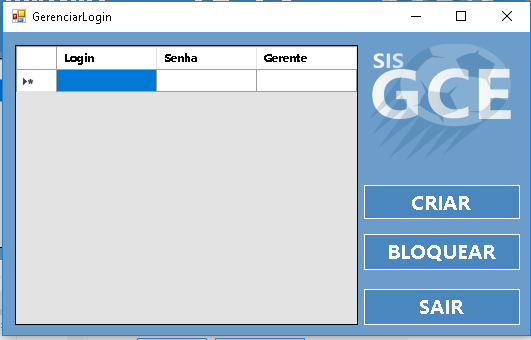 GerenciarLogin
Login Senha Gerente
SIS
GCE
CRIAR
BLOQUEAR
SAIR